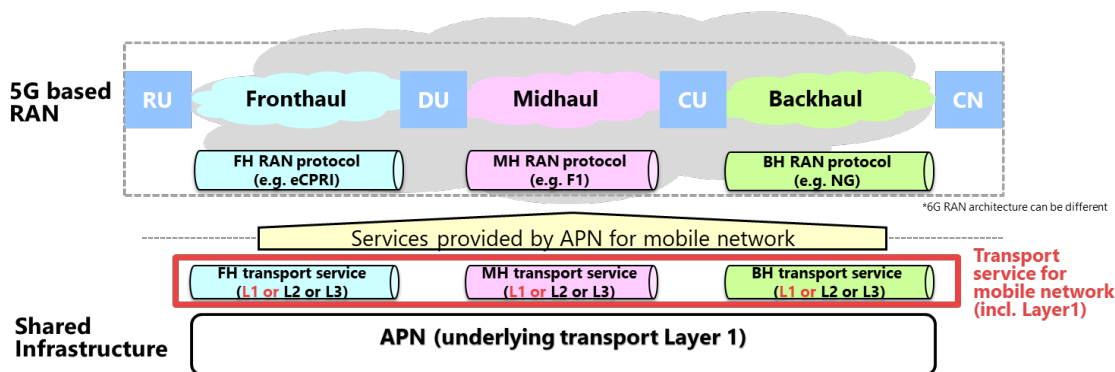 5G based
RAN
RU
Fronthaul
DU
Midhaul
CU
Backhaul
CN
FH RAN protocol
(e.g. eCPRI)
MH RAN protocol
(e.g. F1)
BH RAN protocol
(e.g. NG)
*6G RAN architecture can be different
Services provided by APN for mobile network
FH transport service
(L1 or L2 or L3)
MH transport service
(L1 or L2 or L3)
BH transport service
(L1 or L2 or L3)
Transport
service for
mobile network
(incl. Layer1)
Shared
Infrastructure
APN (underlying transport Layer 1)